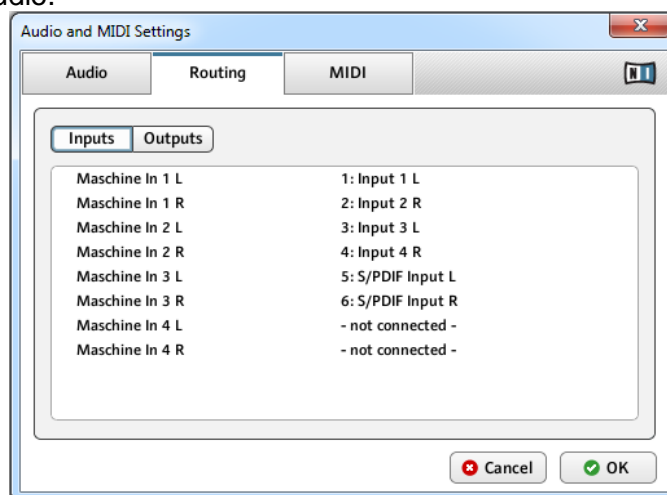 Audio and MIDI Settings
Audio Routing MIDI
Inputs Outputs
Maschine In 1 L 1: Input 1 L
Maschine In 1 R 2: Input 2 R
Maschine In 2 L 3: Input 3 L
Maschine In 2 R 4: Input 4 R
Maschine In 3 L 5: S/PDIF Input L
Maschine In 3 R 6: S/PDIF Input R
Maschine In 4 L - not connected -
Maschine In 4 R - not connected -
Cancel OK